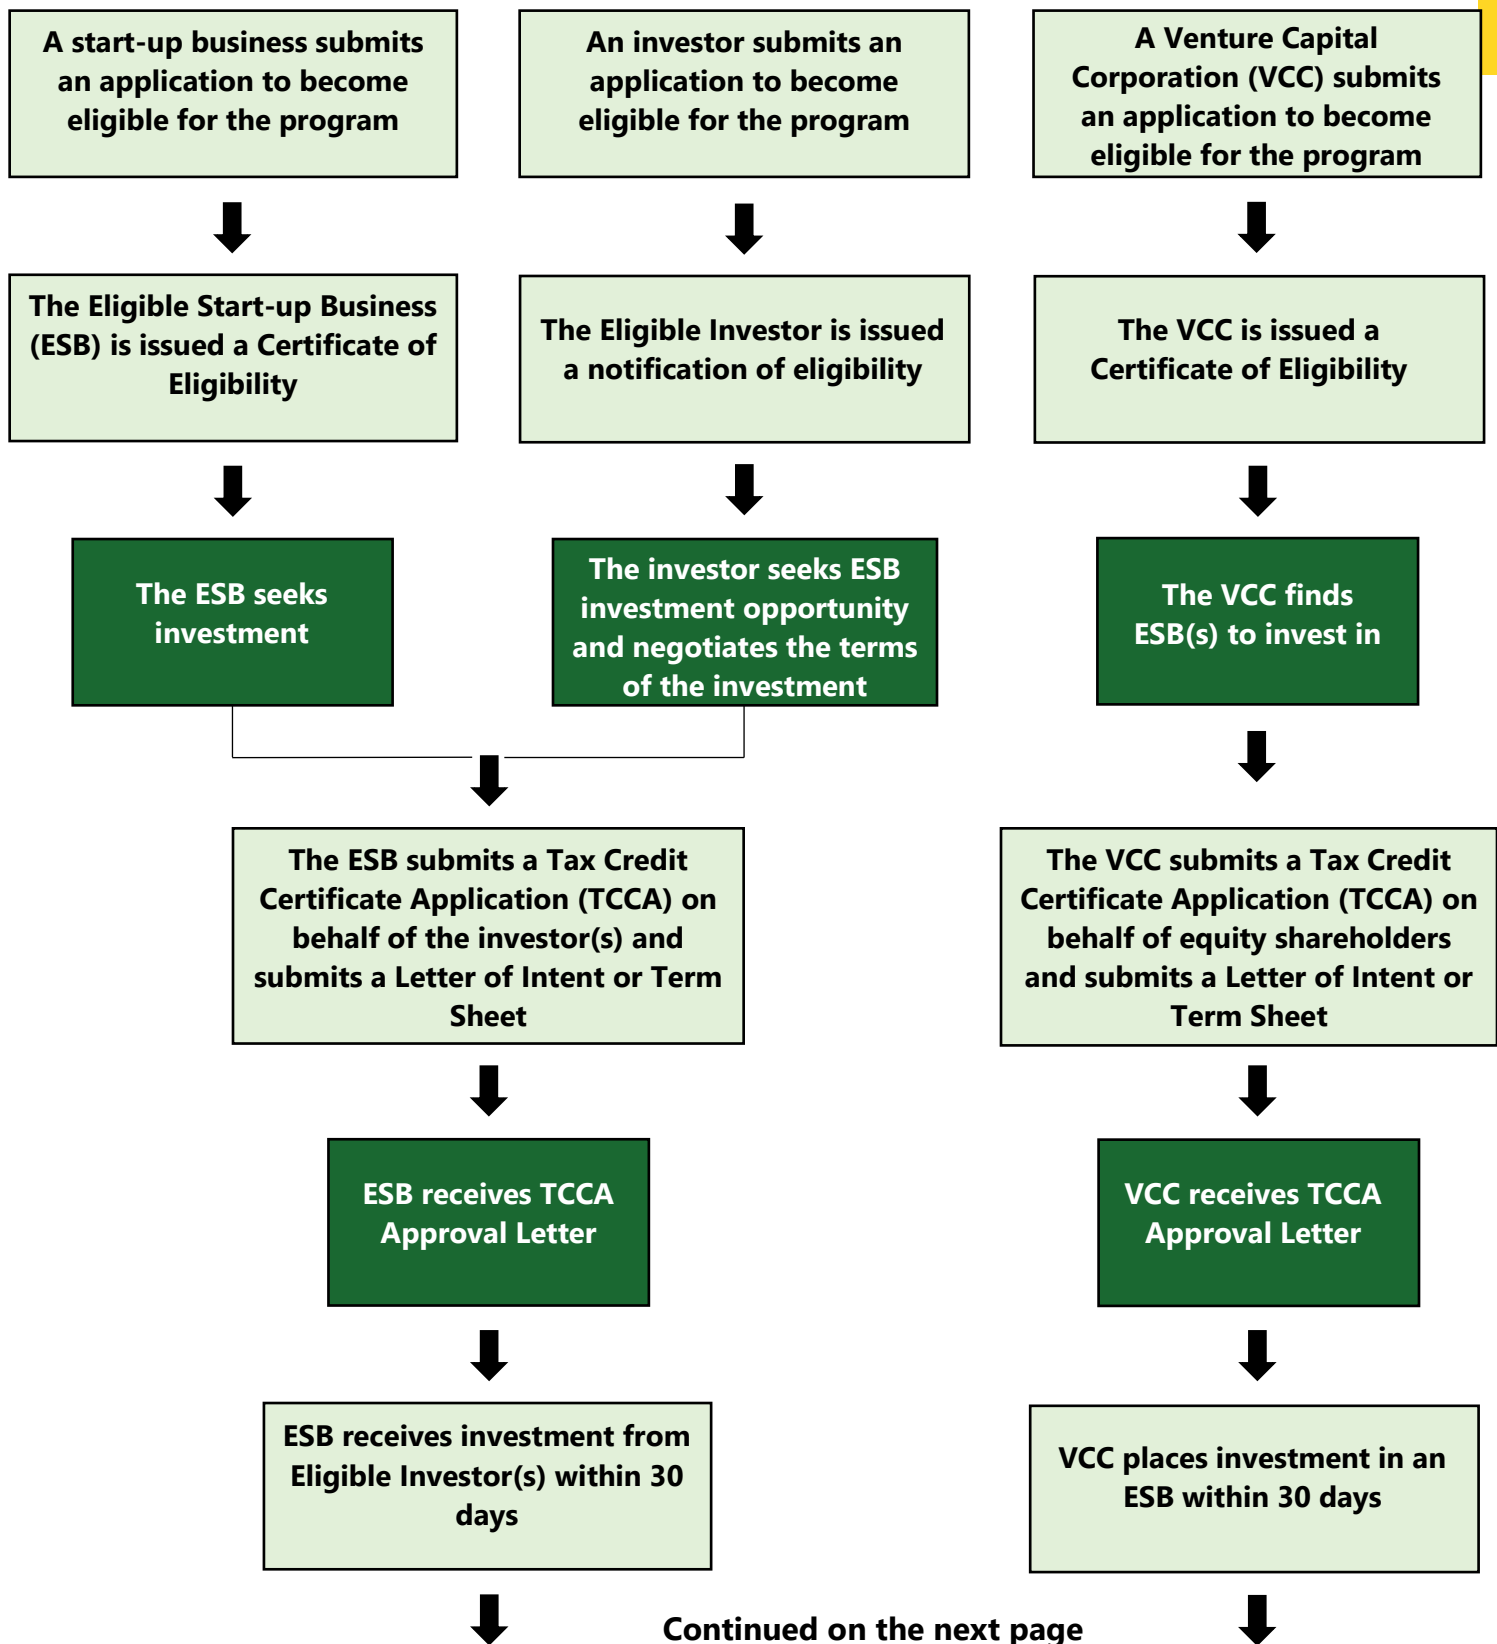 A start-up business submits
an application to become
eligible for the program
An investor submits an
application to become
eligible for the program
A Venture Capital
Corporation (VCC) submits
an application to become
eligible for the program
The Eligible Start-up Business
(ESB) is issued a Certificate of
Eligibility
The Eligible Investor is issued
a notification of eligibility
The VCC is issued a
Certificate of Eligibility
The ESB seeks
investment
The investor seeks ESB
investment opportunity
and negotiates the terms
of the investment
The VCC finds
ESB(s) to invest in
The ESB submits a Tax Credit
Certificate Application (TCCA) on
behalf of the investor(s) and
submits a Letter of Intent or Term
Sheet
The VCC submits a Tax Credit
Certificate Application (TCCA) on
behalf of equity shareholders
and submits a Letter of Intent or
Term Sheet
ESB receives TCCA
Approval Letter
VCC receives TCCA
Approval Letter
ESB receives investment from
Eligible Investor(s) within 30
days
VCC places investment in an
ESB within 30 days
Continued on the next page